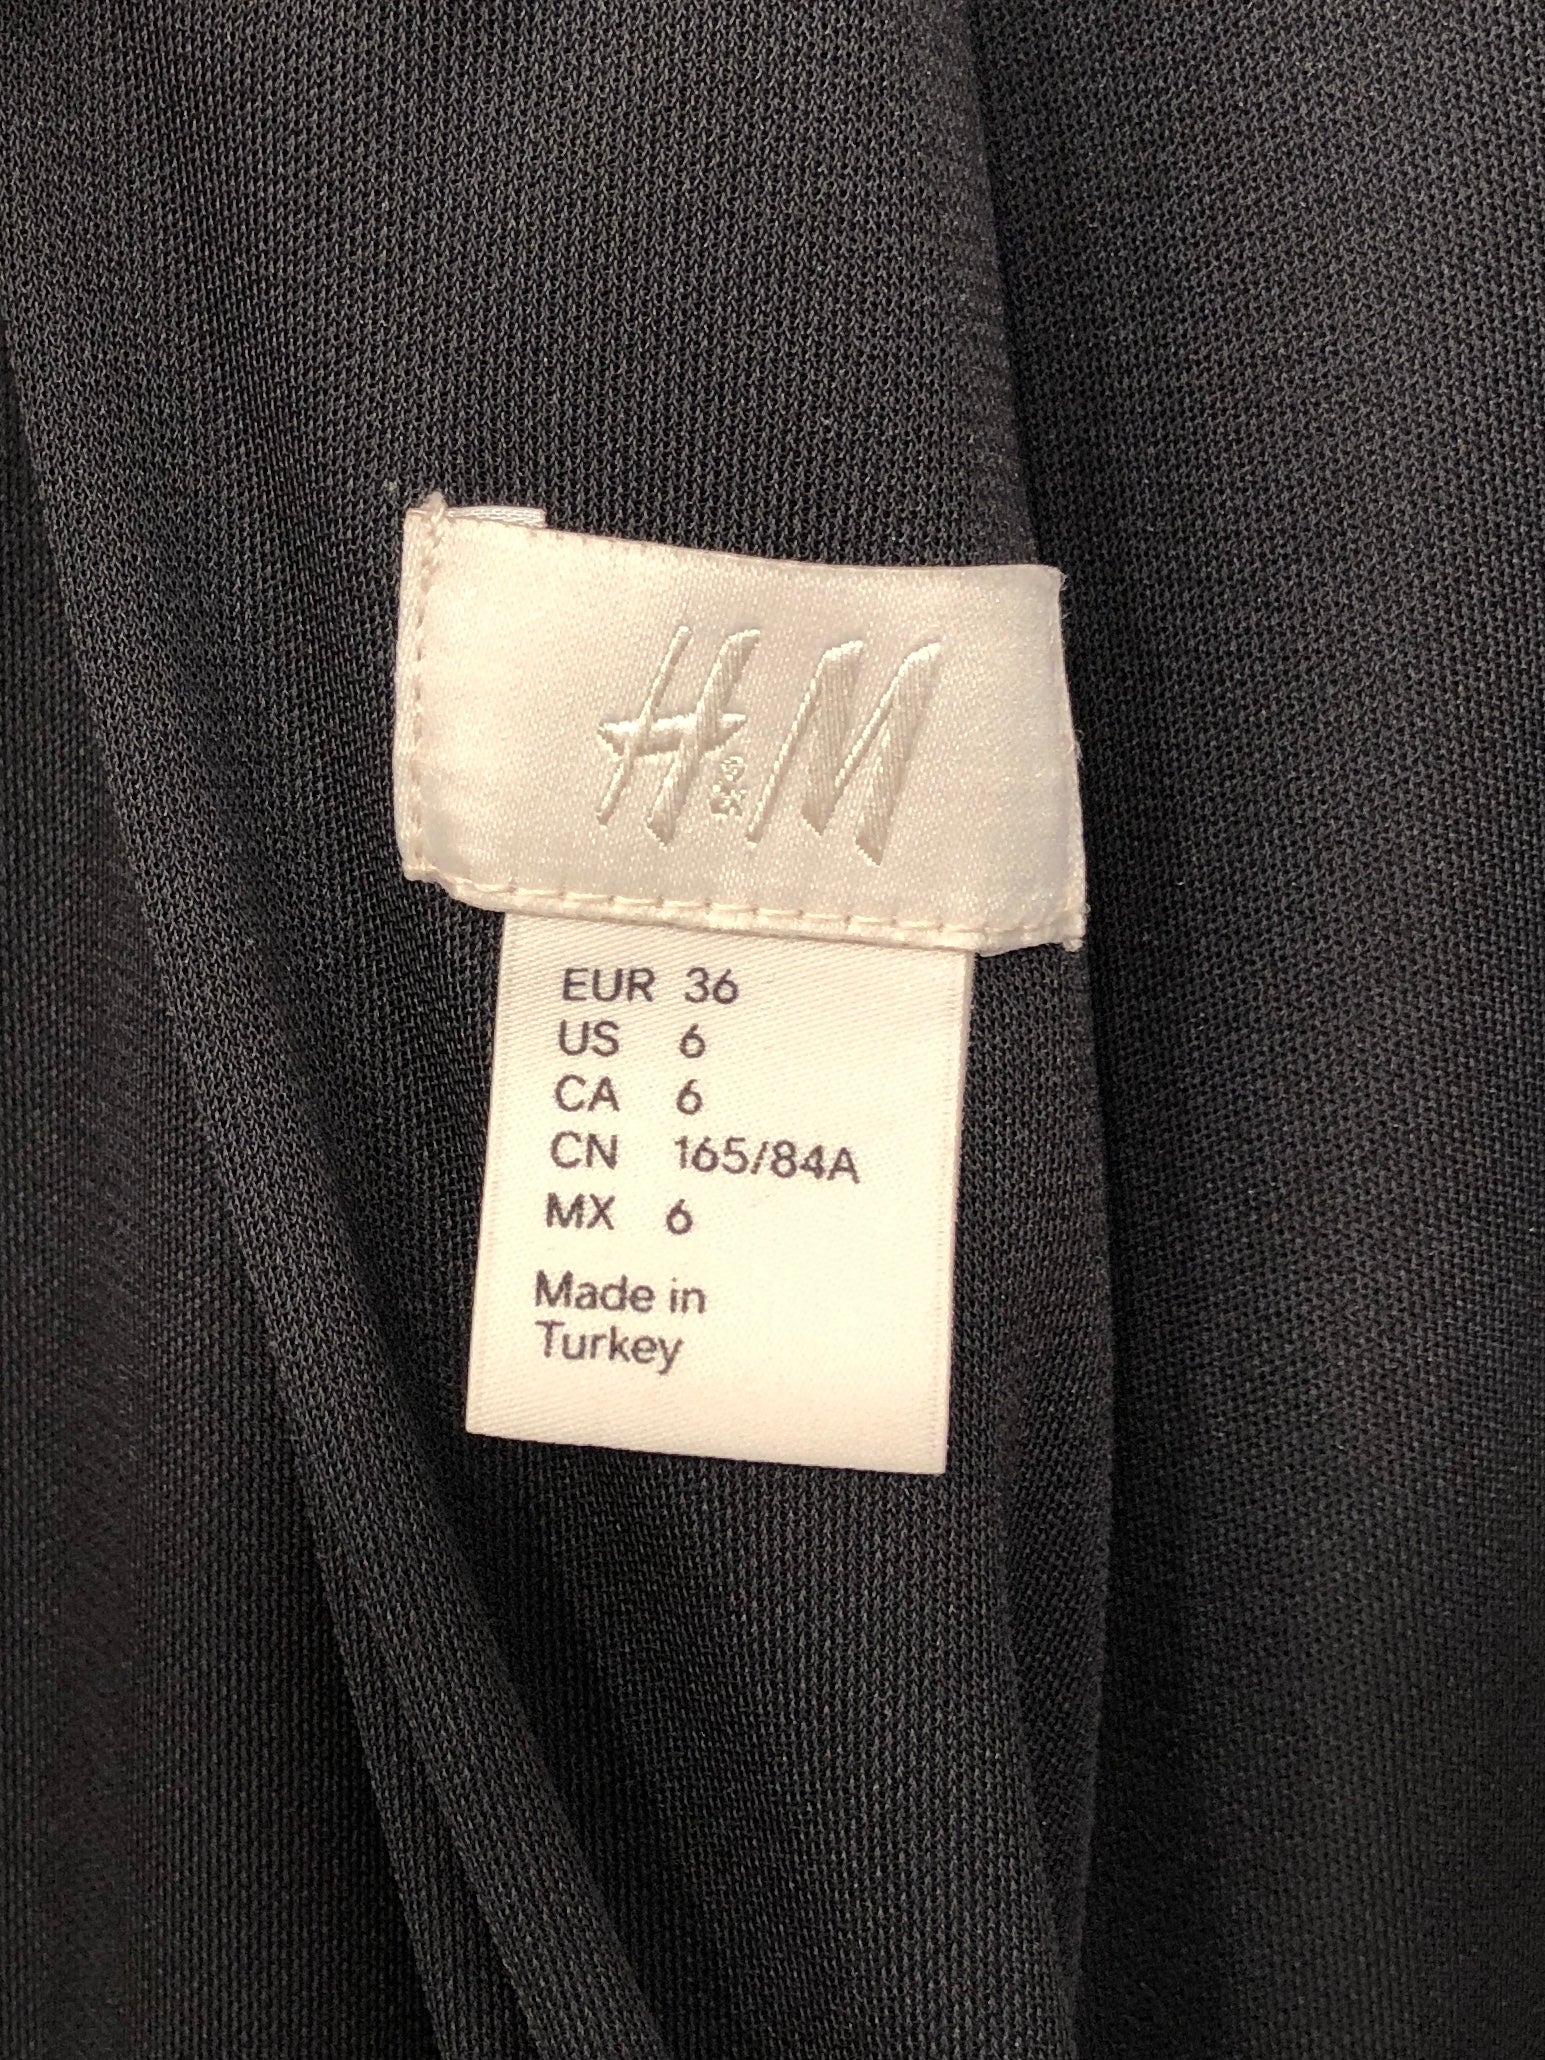 H&M
EUR 36
US 6
CA 6
CN 165/84A
MX 6
Made in
Turkey